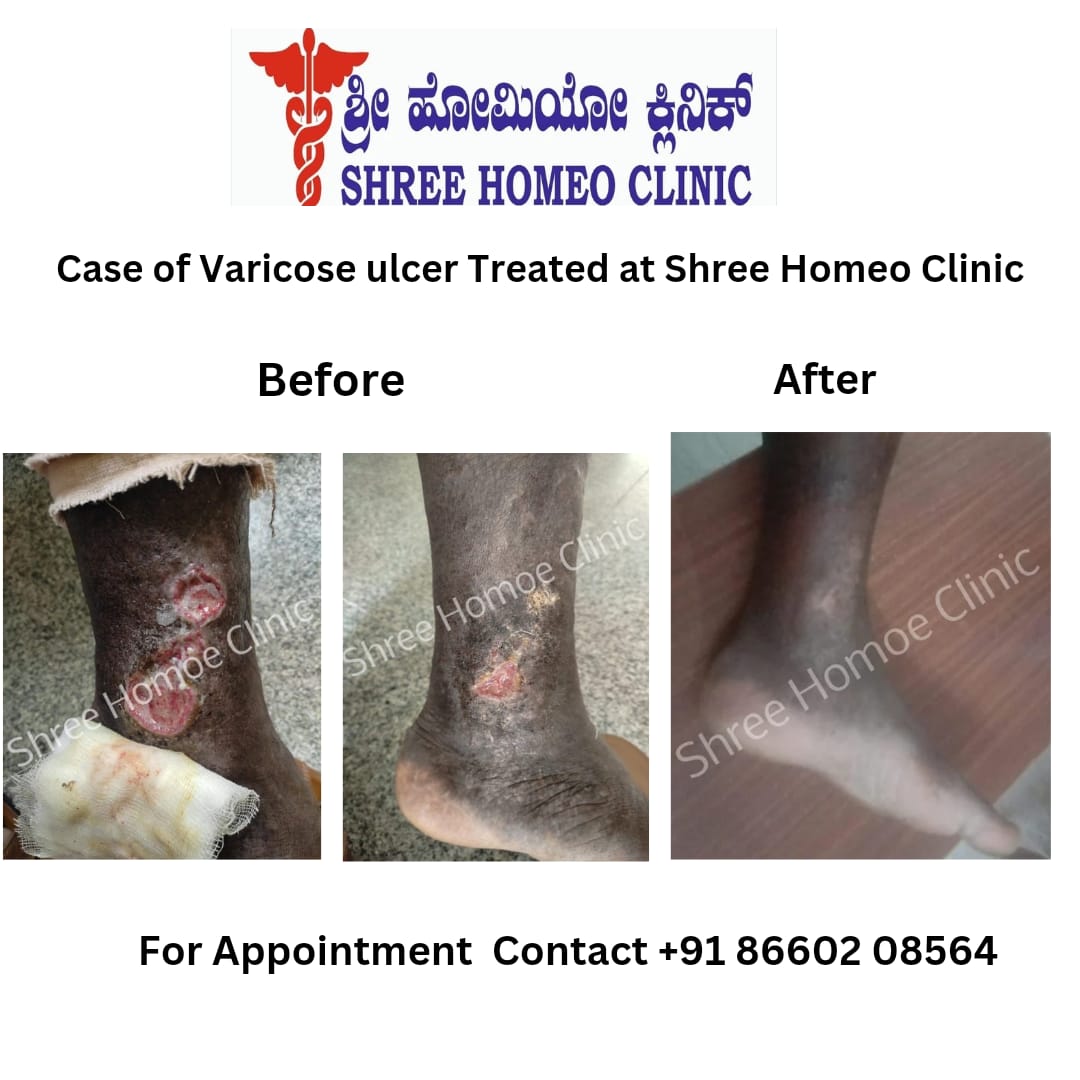 ಶ್ರೀ ಹೋಮಿಯೋ ಕ್ಲಿನಿಕ್
SHREE HOMEO CLINIC
Case of Varicose ulcer Treated at Shree Homeo Clinic
Before
After
Shree Homoe Clinic
Shree Homoe Clinic
Shree Homoe Clinic
For Appointment Contact +91 86602 08564